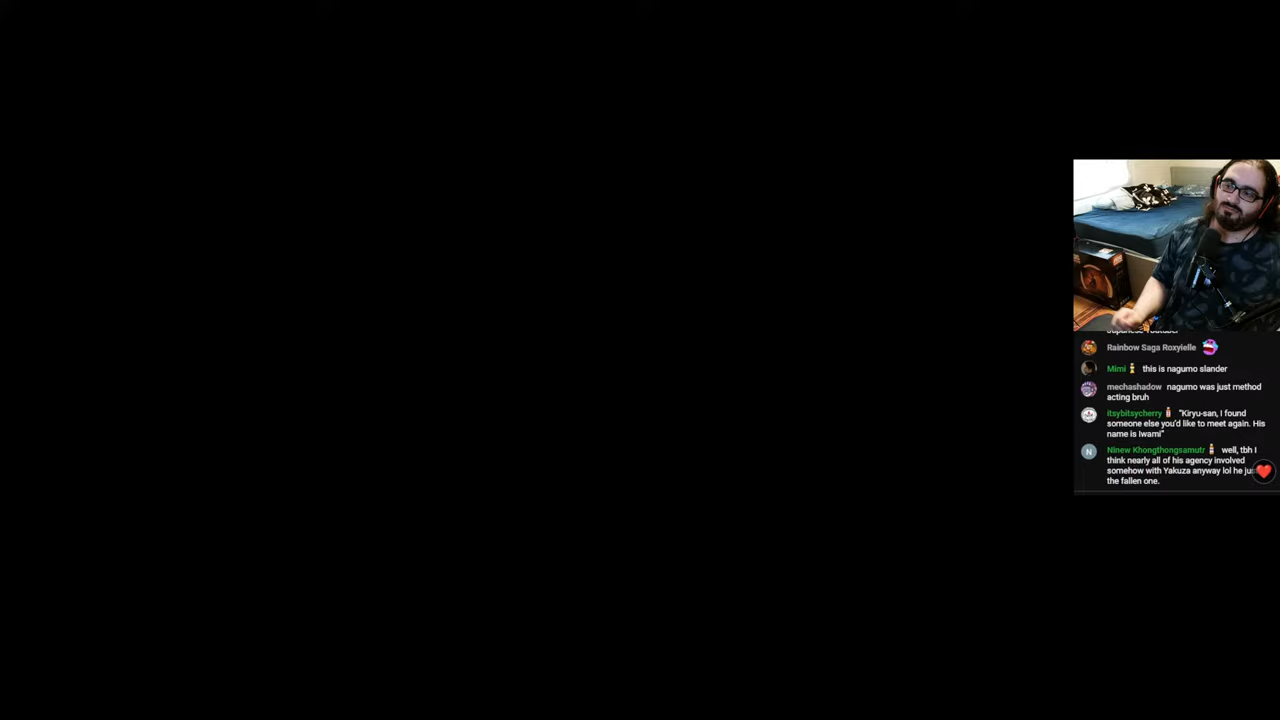 Japanese Youtuber
Rainbow Saga Roxyielle
Mimi this is nagumo slander
mechashadow nagumo was just method
acting bruh
itsybitsycherry "Kiryu-san, I found
someone else you'd like to meet again. His
name is Iwami"
N Ninew Khongthongsamutr well, tbh I
think nearly all of his agency involved
somehow with Yakuza anyway lol he
the fallen one.